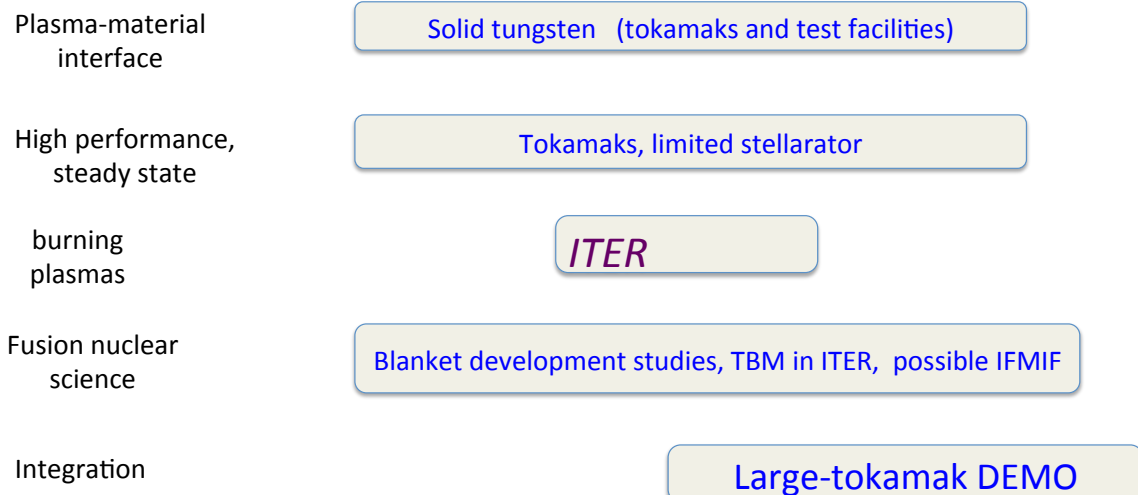 Plasma-material
interface
Solid tungsten (tokamaks and test facilities)
High performance,
steady state
Tokamaks, limited stellarator
burning
plasmas
ITER
Fusion nuclear
science
Blanket development studies, TBM in ITER, possible IFMIF
Integration
Large-tokamak DEMO